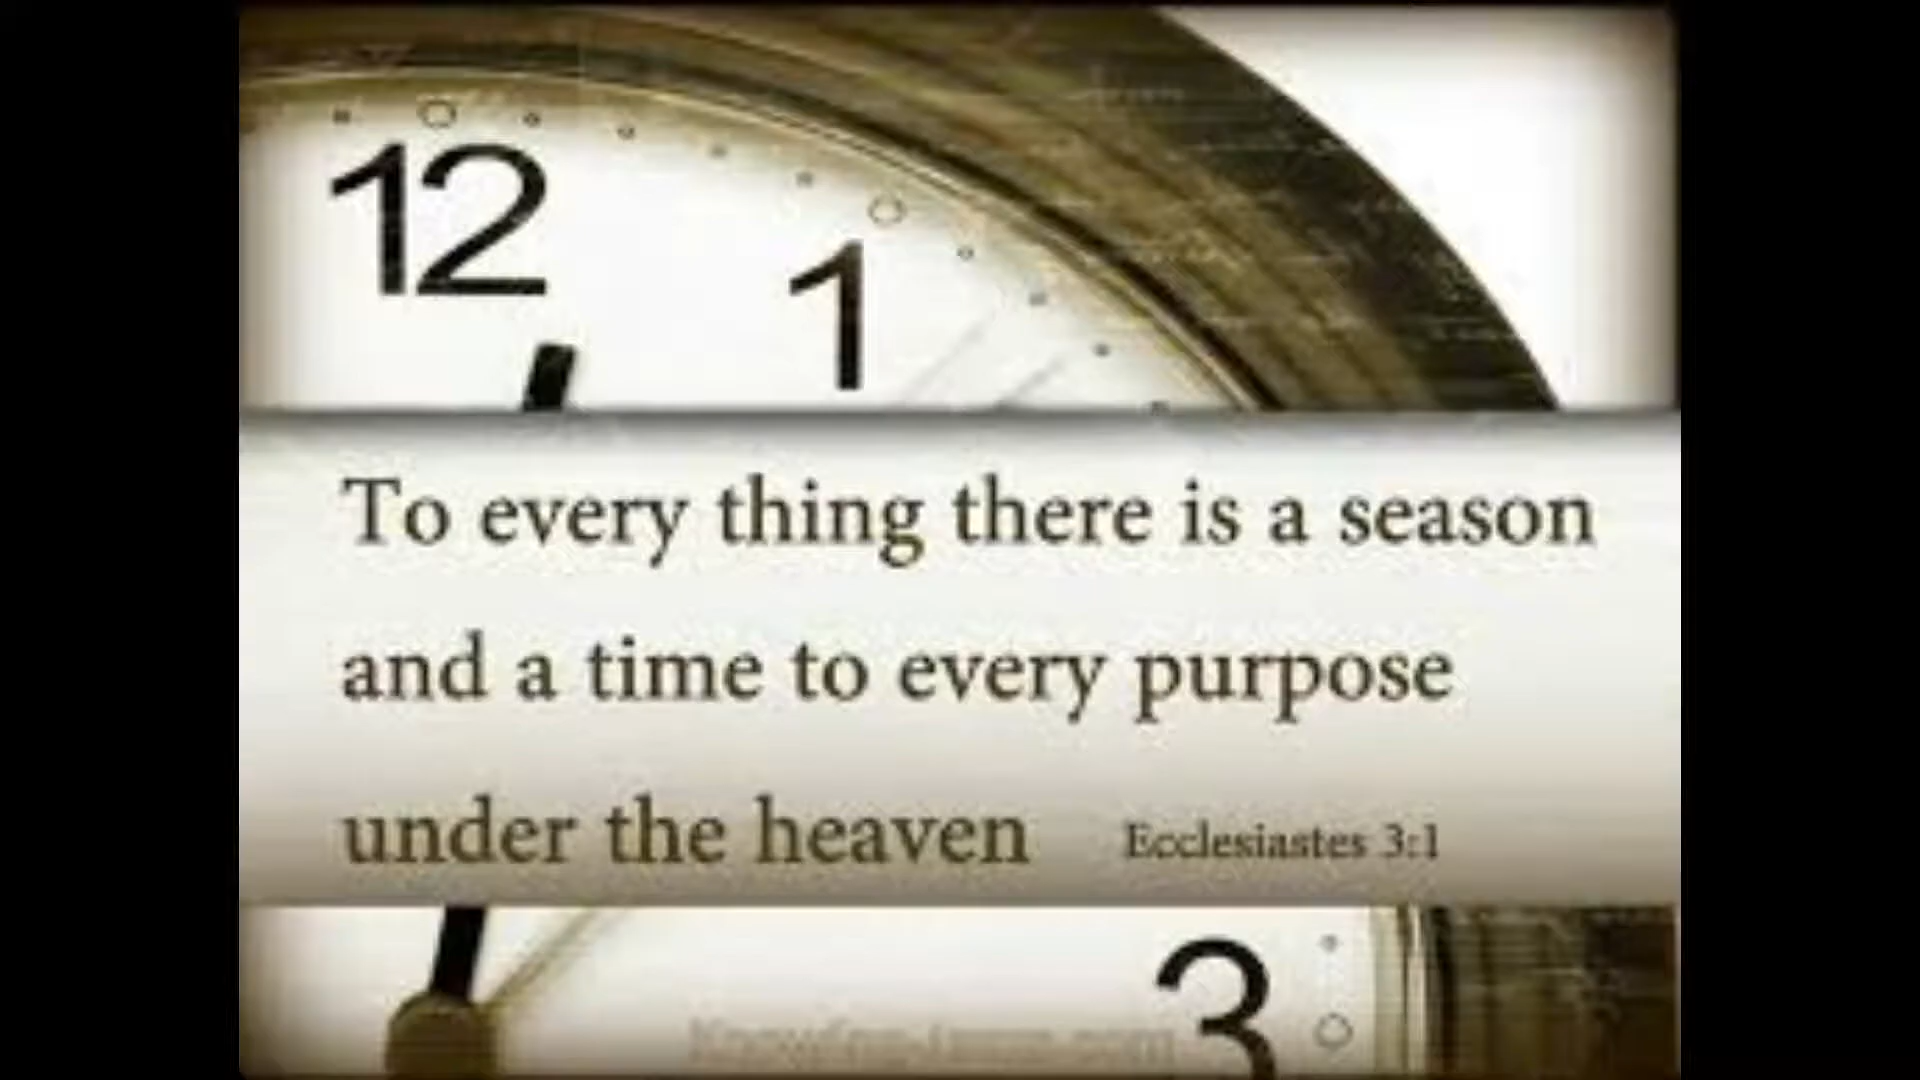 12
1
To every thing there is a season
and a time to every purpose
under the heaven
Ecclesiastes 3:1
3